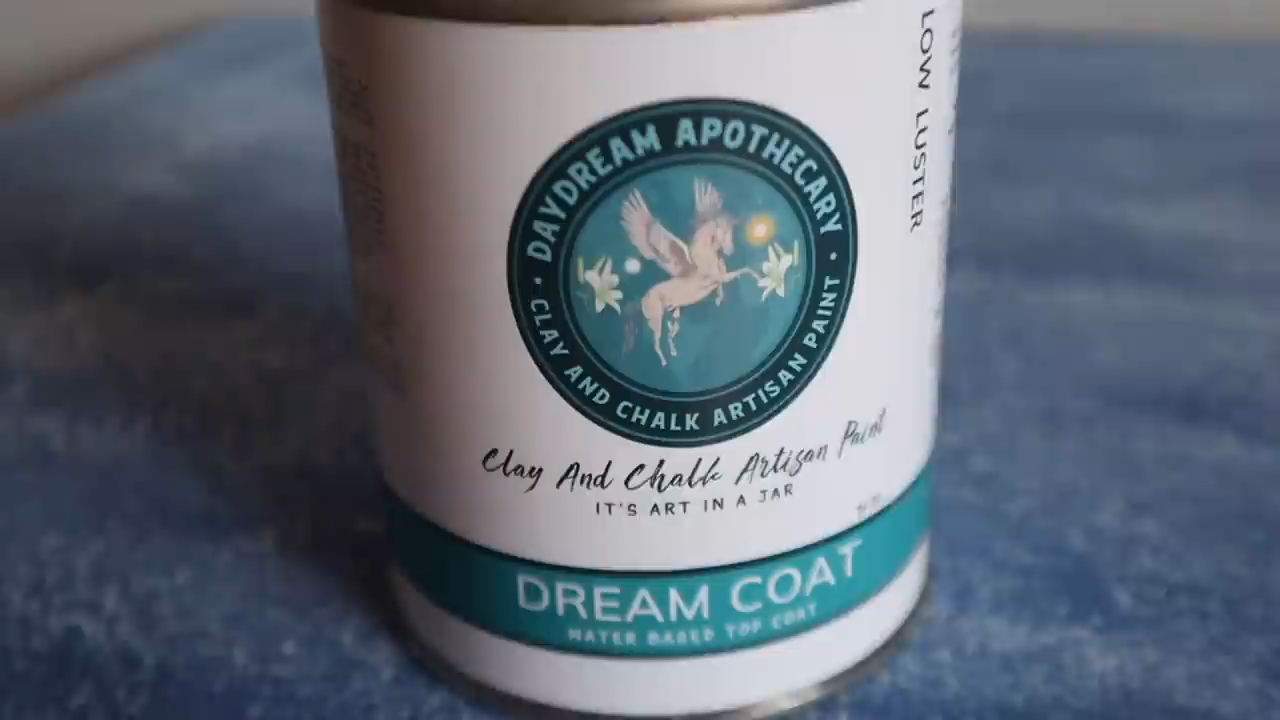 LOW LUSTER
DAYDREAM APOTHECARY
CLAY AND CHALK ARTISAN PAINT
Clay And Chalk Artisan Paint
IT'S ART IN A JAR
DREAM COAT
WATER BASED TOP COAT